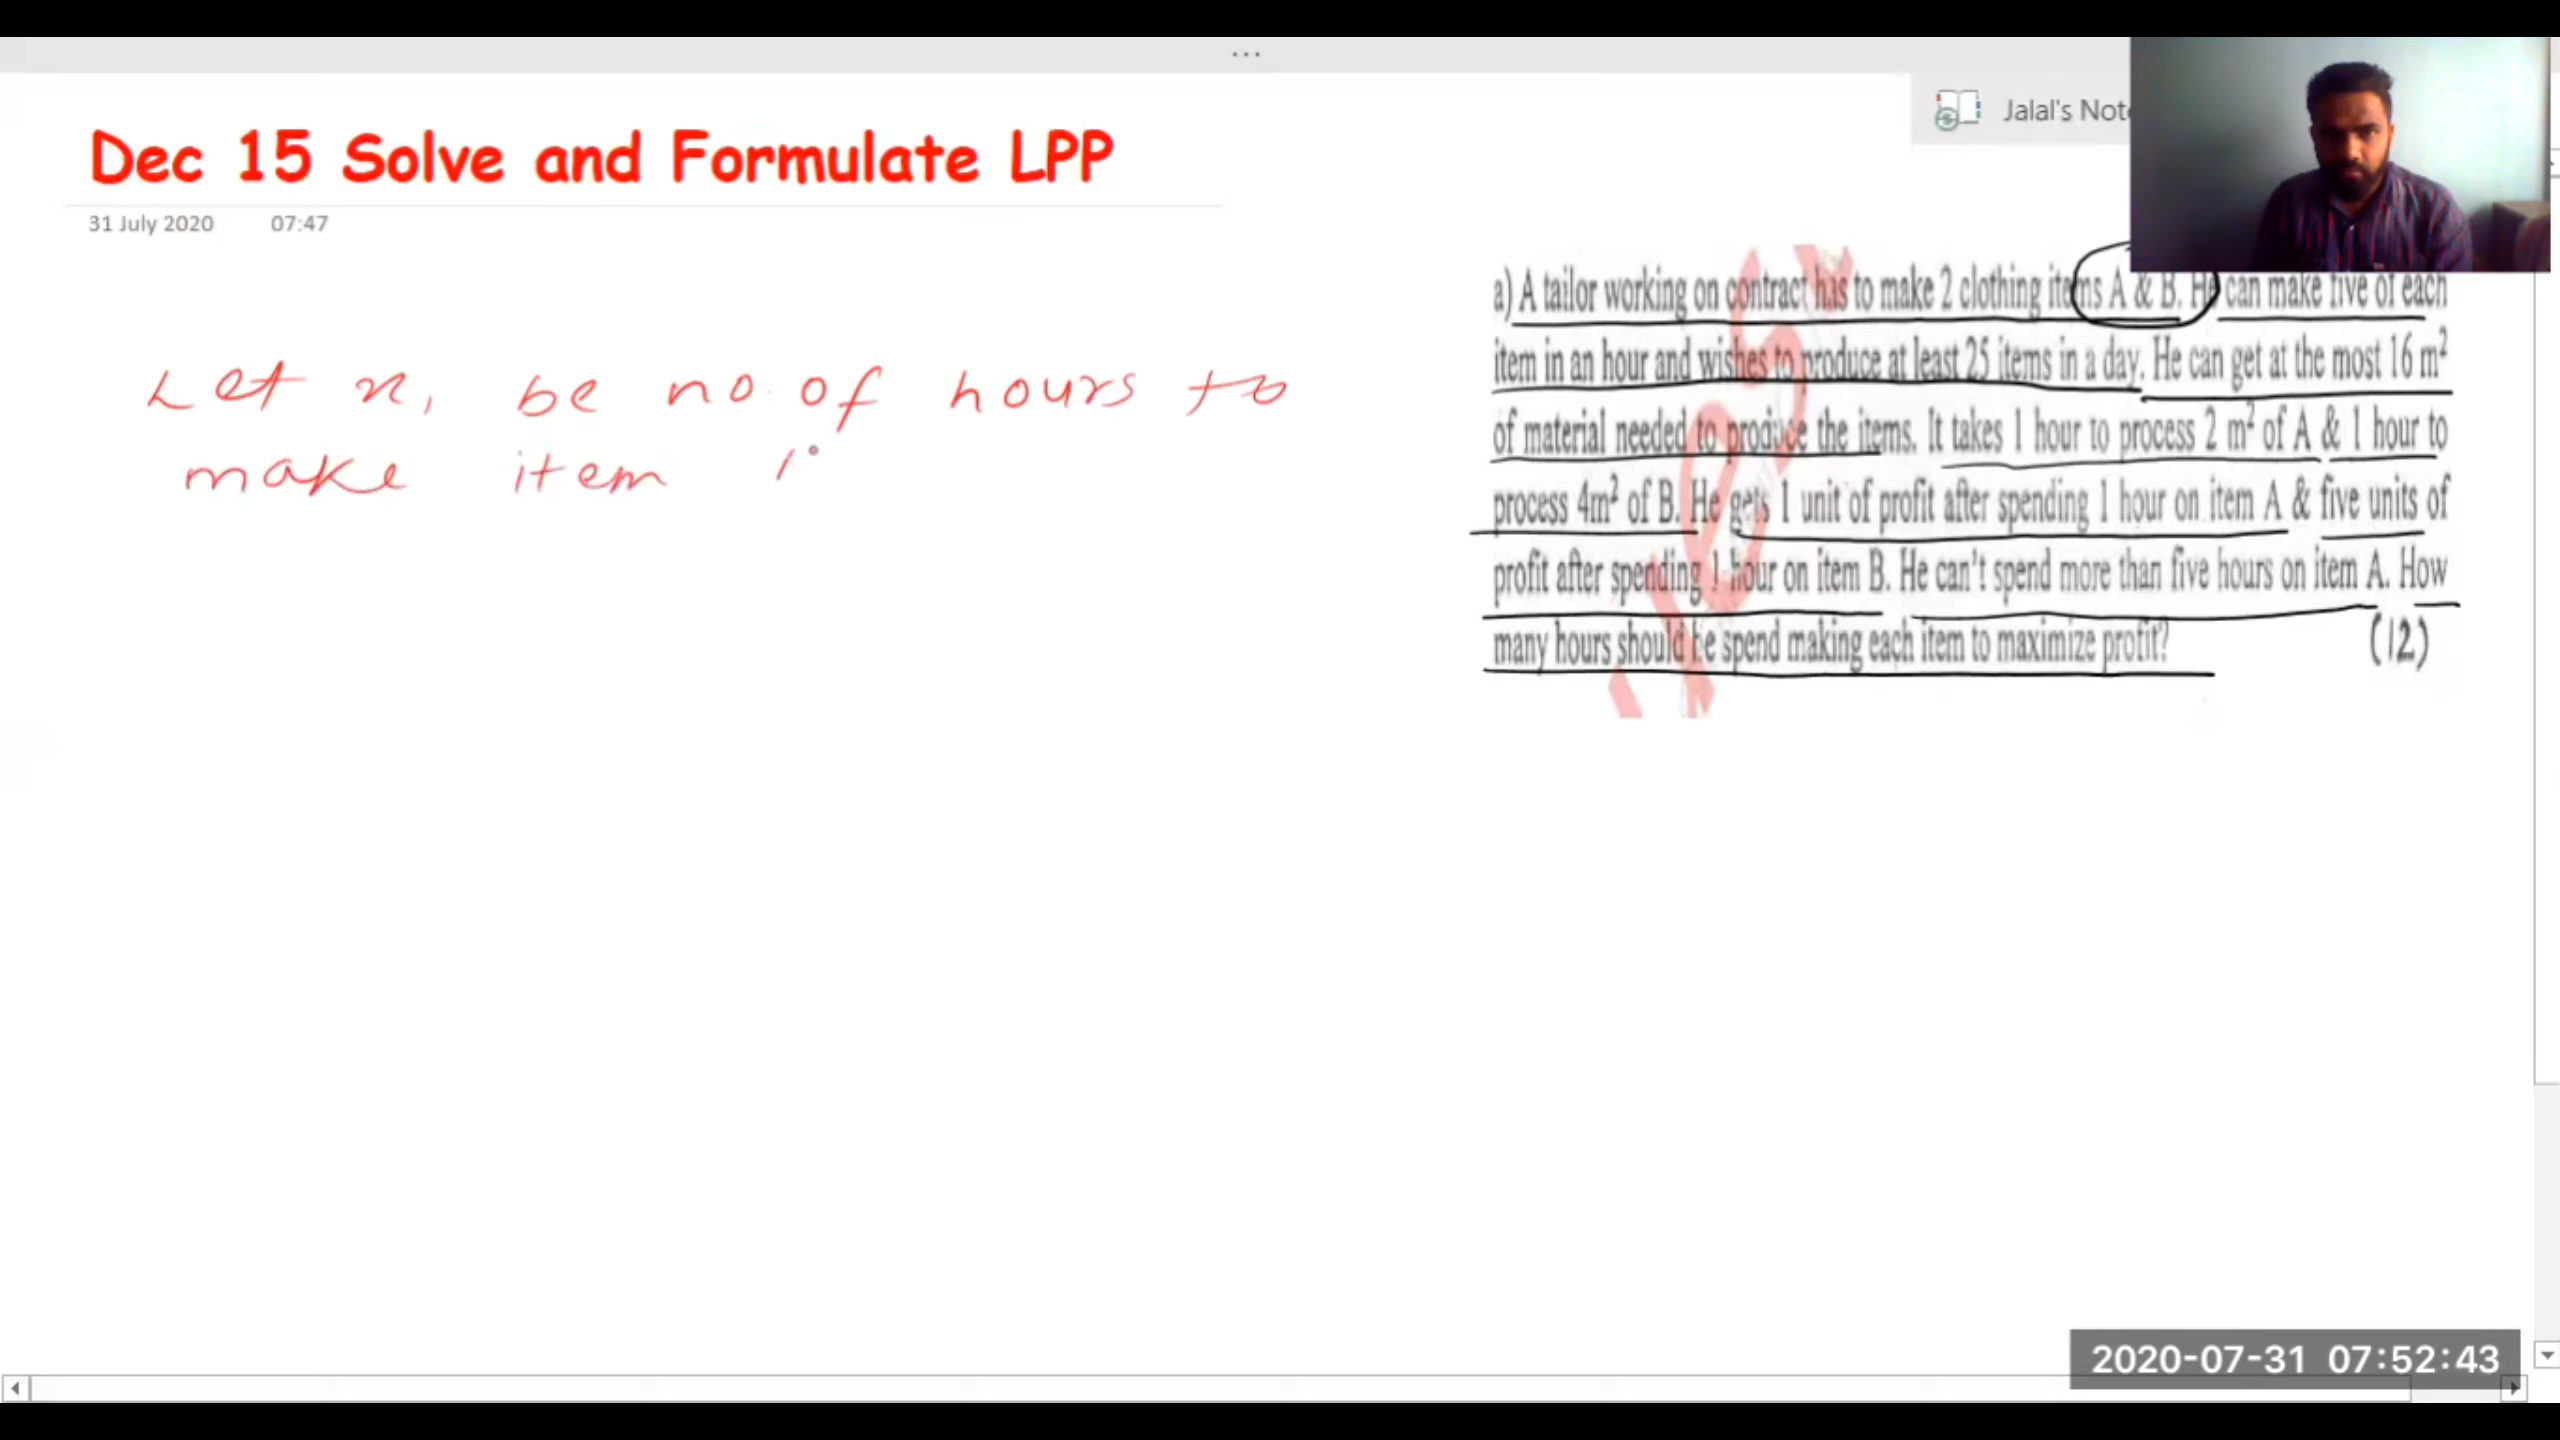 ...
Jalal's Note
Dec 15 Solve and Formulate LPP
31 July 2020 07:47
Let x1 be no. of hours to
make item
a) A tailor working on contract has to make 2 clothing items A & B. He can make five of each
item in an hour and wishes to produce at least 25 items in a day. He can get at the most 16 m²
of material needed to produce the items. It takes 1 hour to process 2 m² of A & 1 hour to
process 4m² of B. He gets 1 unit of profit after spending 1 hour on item A & five units of
profit after spending 1 hour on item B. He can't spend more than five hours on item A. How
many hours should he spend making each item to maximize profit? (12)
2020-07-31 07:52:43